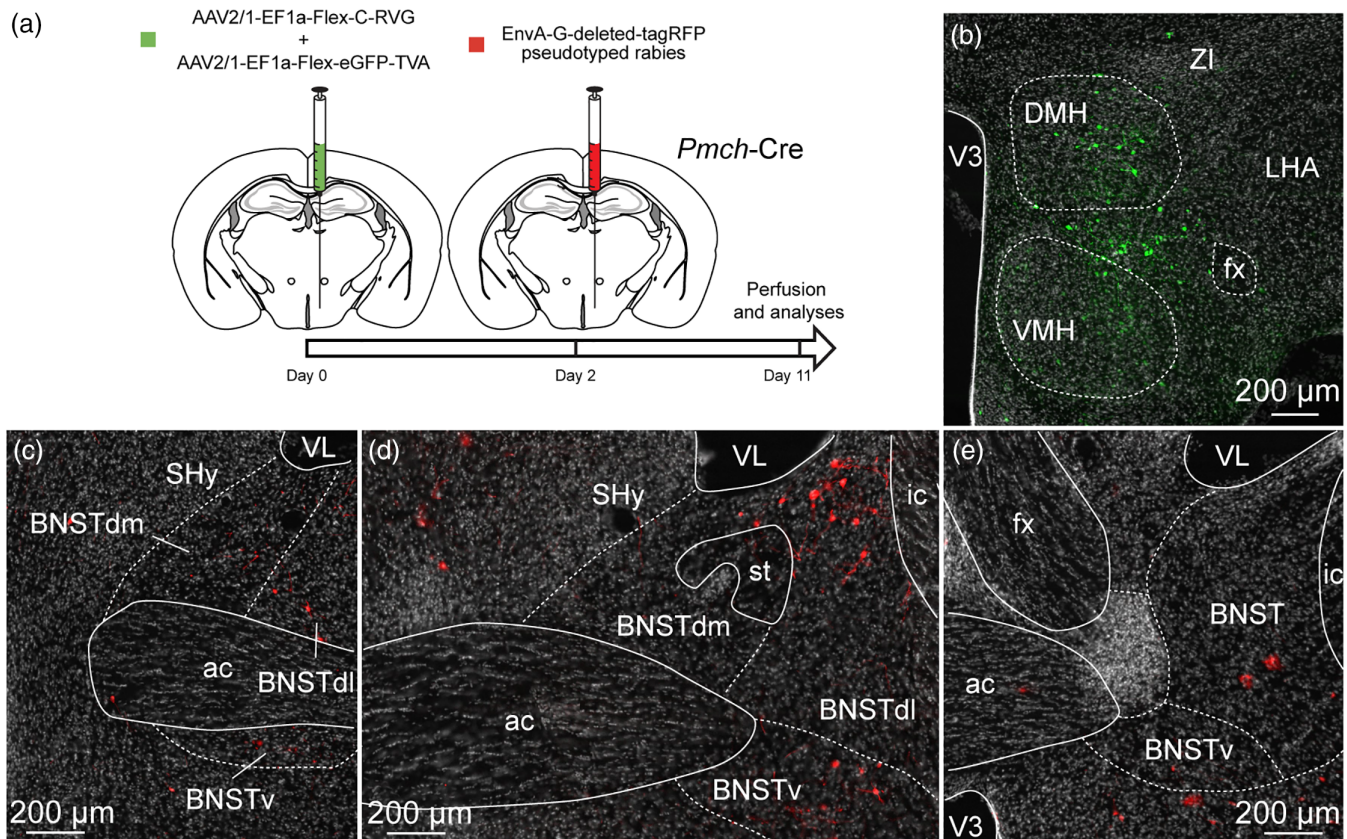 (a)
AAV2/1-EF1a-Flex-C-RVG
+
AAV2/1-EF1a-Flex-eGFP-TVA
EnvA-G-deleted-tagRFP
pseudotyped rabies
Pmch-Cre
Perfusion
and analyses
Day 0
Day 2
Day 11
(b)
ZI
DMH
V3
LHA
fx
VMH
200 µm
(c)
VL
SHy
BNSTdm
ac
BNSTdl
BNSTv
200 µm
(d)
VL
SHy
ic
st
BNSTdm
ac
BNSTdl
BNSTv
200 µm
(e)
VL
fx
ic
BNST
ac
BNSTv
V3
200 µm